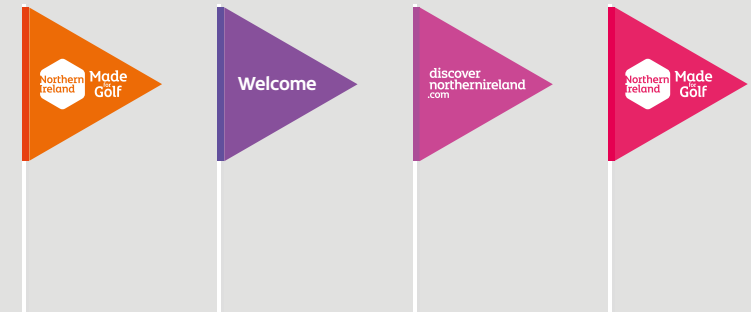 Northern
Ireland
Made
for
Golf
Welcome
discover
northernireland
.com
Northern
Ireland
Made
for
Golf